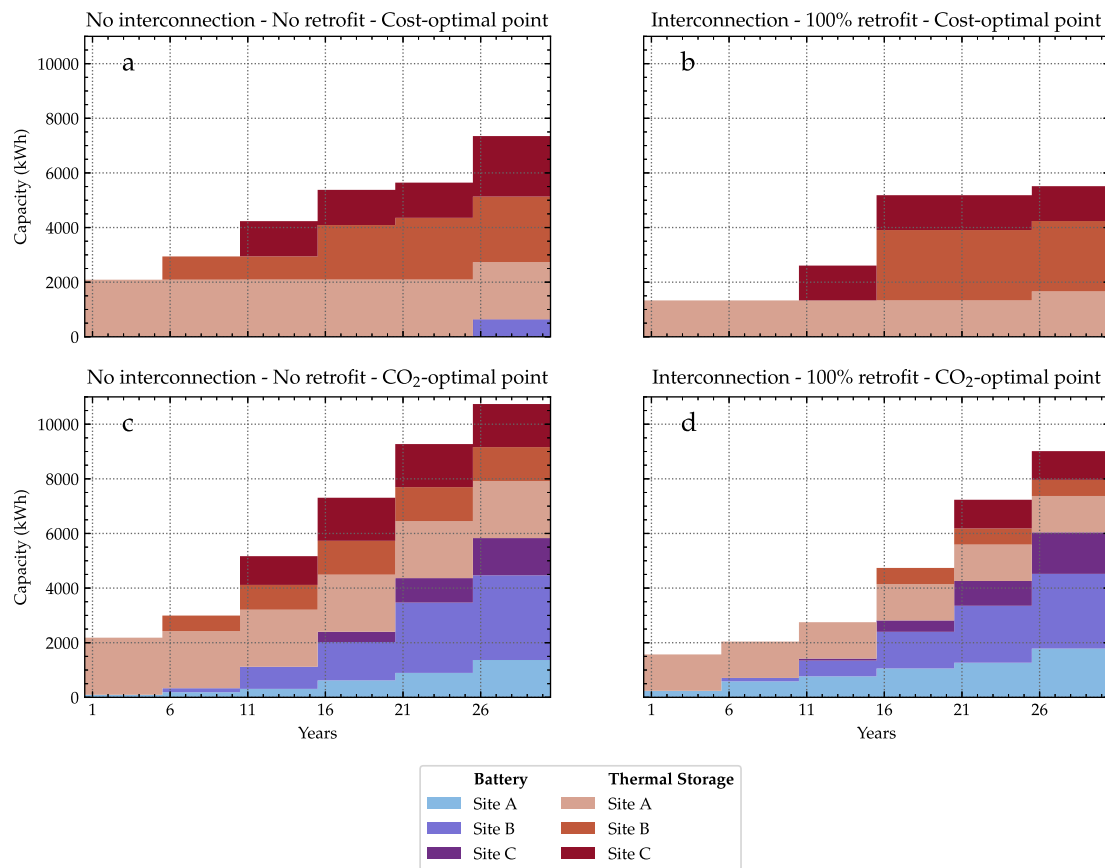 No interconnection - No retrofit - Cost-optimal point
Interconnection - 100% retrofit - Cost-optimal point
a
b
Capacity (kWh)
10000
8000
6000
4000
2000
0
No interconnection - No retrofit - CO₂-optimal point
Interconnection - 100% retrofit - CO₂-optimal point
c
d
Capacity (kWh)
10000
8000
6000
4000
2000
0
1 6 11 16 21 26
1 6 11 16 21 26
Years
Years
Battery Thermal Storage
Site A Site A
Site B Site B
Site C Site C